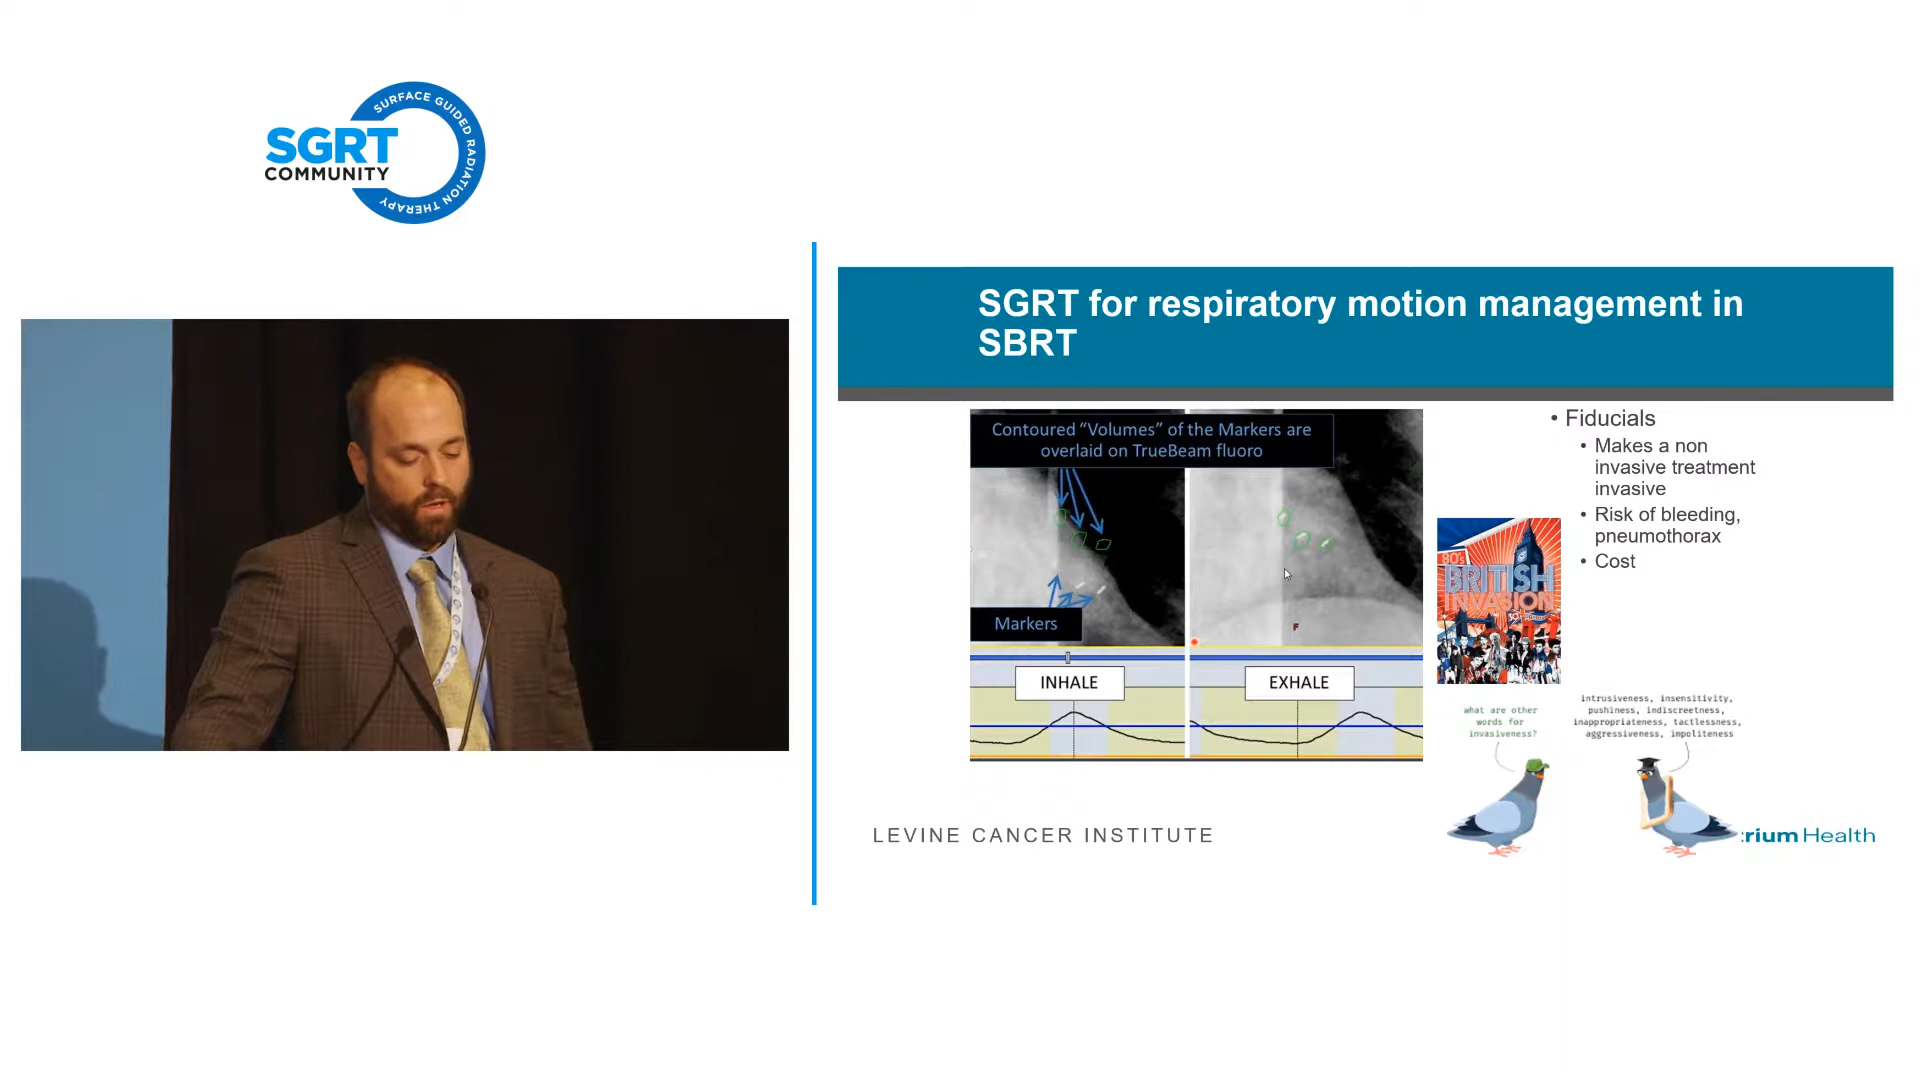 SURFACE GUIDED RADIATION THERAPY
SGRT
COMMUNITY
SGRT for respiratory motion management in
SBRT
Contoured “Volumes” of the Markers are
overlaid on TrueBeam fluoro
Markers
F
INHALE
EXHALE
• Fiducials
• Makes a non
invasive treatment
invasive
• Risk of bleeding,
pneumothorax
• Cost
80's
BRITISH
INVASION
what are other
words for
invasiveness?
intrusiveness, insensitivity,
pushiness, indiscreetness,
inappropriateness, tactlessness,
aggressiveness, impoliteness
LEVINE CANCER INSTITUTE
rium Health